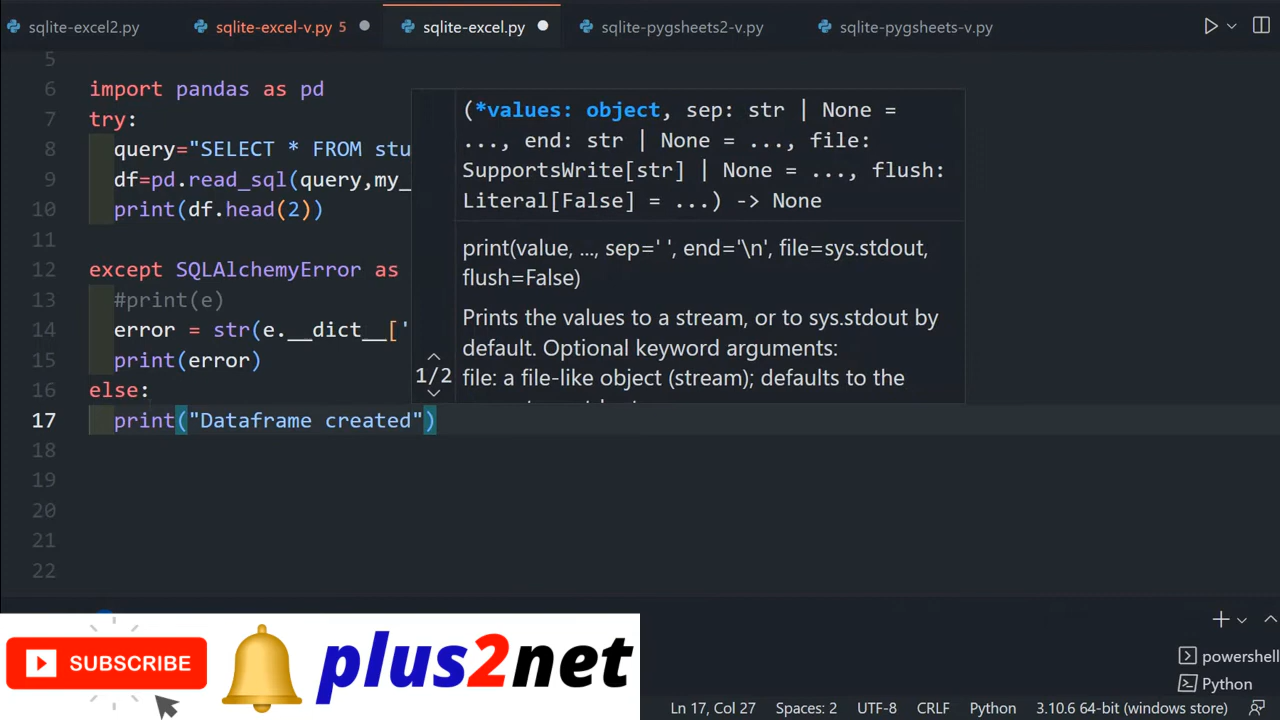 sqlite-excel2.py
sqlite-excel-v.py 5
sqlite-excel.py
sqlite-pygsheets2-v.py
sqlite-pygsheets-v.py
5
6 import pandas as pd
7 try:
8 query="SELECT * FROM stu
9 df=pd.read_sql(query,my_
10 print(df.head(2))
11
12 except SQLAlchemyError as
13 #print(e)
14 error = str(e.__dict__['
15 print(error)
16 else:
17 print("Dataframe created")
18
19
20
21
22
(*values: object, sep: str | None =
..., end: str | None = ..., file:
SupportsWrite[str] | None = ..., flush:
Literal[False] = ...) -> None
print(value, ..., sep=' ', end='\n', file=sys.stdout,
flush=False)
Prints the values to a stream, or to sys.stdout by
default. Optional keyword arguments:
file: a file-like object (stream); defaults to the
1/2
SUBSCRIBE
plus2net
powershell
Python
Ln 17, Col 27
Spaces: 2
UTF-8
CRLF
Python
3.10.6 64-bit (windows store)